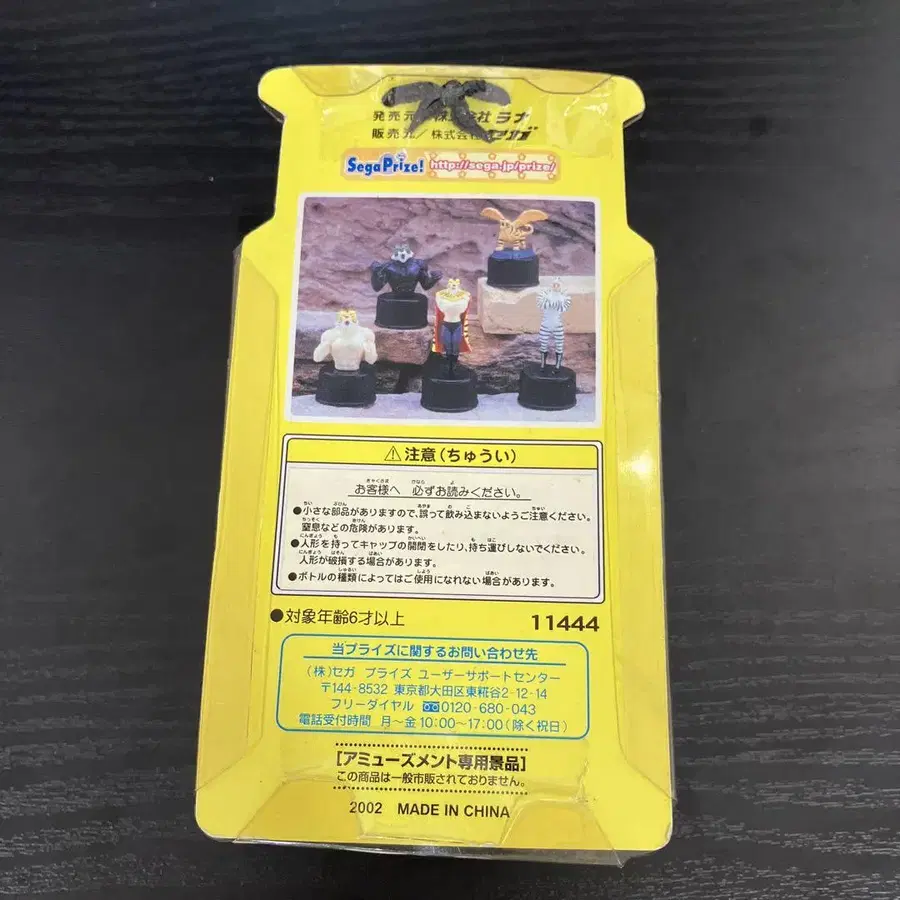 発売元／株式会社 ラナ
販売元／株式会社セガ
SegaPrize! http://sega.jp/prize/
⚠注意(ちゅうい)
お客様へ 必ずお読みください。
●小さな部品がありますので、誤って飲み込まないようご注意ください。
窒息などの危険があります。
●人形を持ってキャップの開閉をしたり、持ち運びしないでください。
人形が破損する場合があります。
●ボトルの種類によってはご使用になれない場合があります。
●対象年齢6才以上 11444
当プライズに関するお問い合わせ先
(株)セガ プライズ ユーザーサポートセンター
〒144-8532 東京都大田区東糀谷2-12-14
フリーダイヤル 0120-680-043
電話受付時間 月～金 10:00～17:00(除く祝日)
[アミューズメント専用景品]
この商品は一般市販されておりません。
2002 MADE IN CHINA